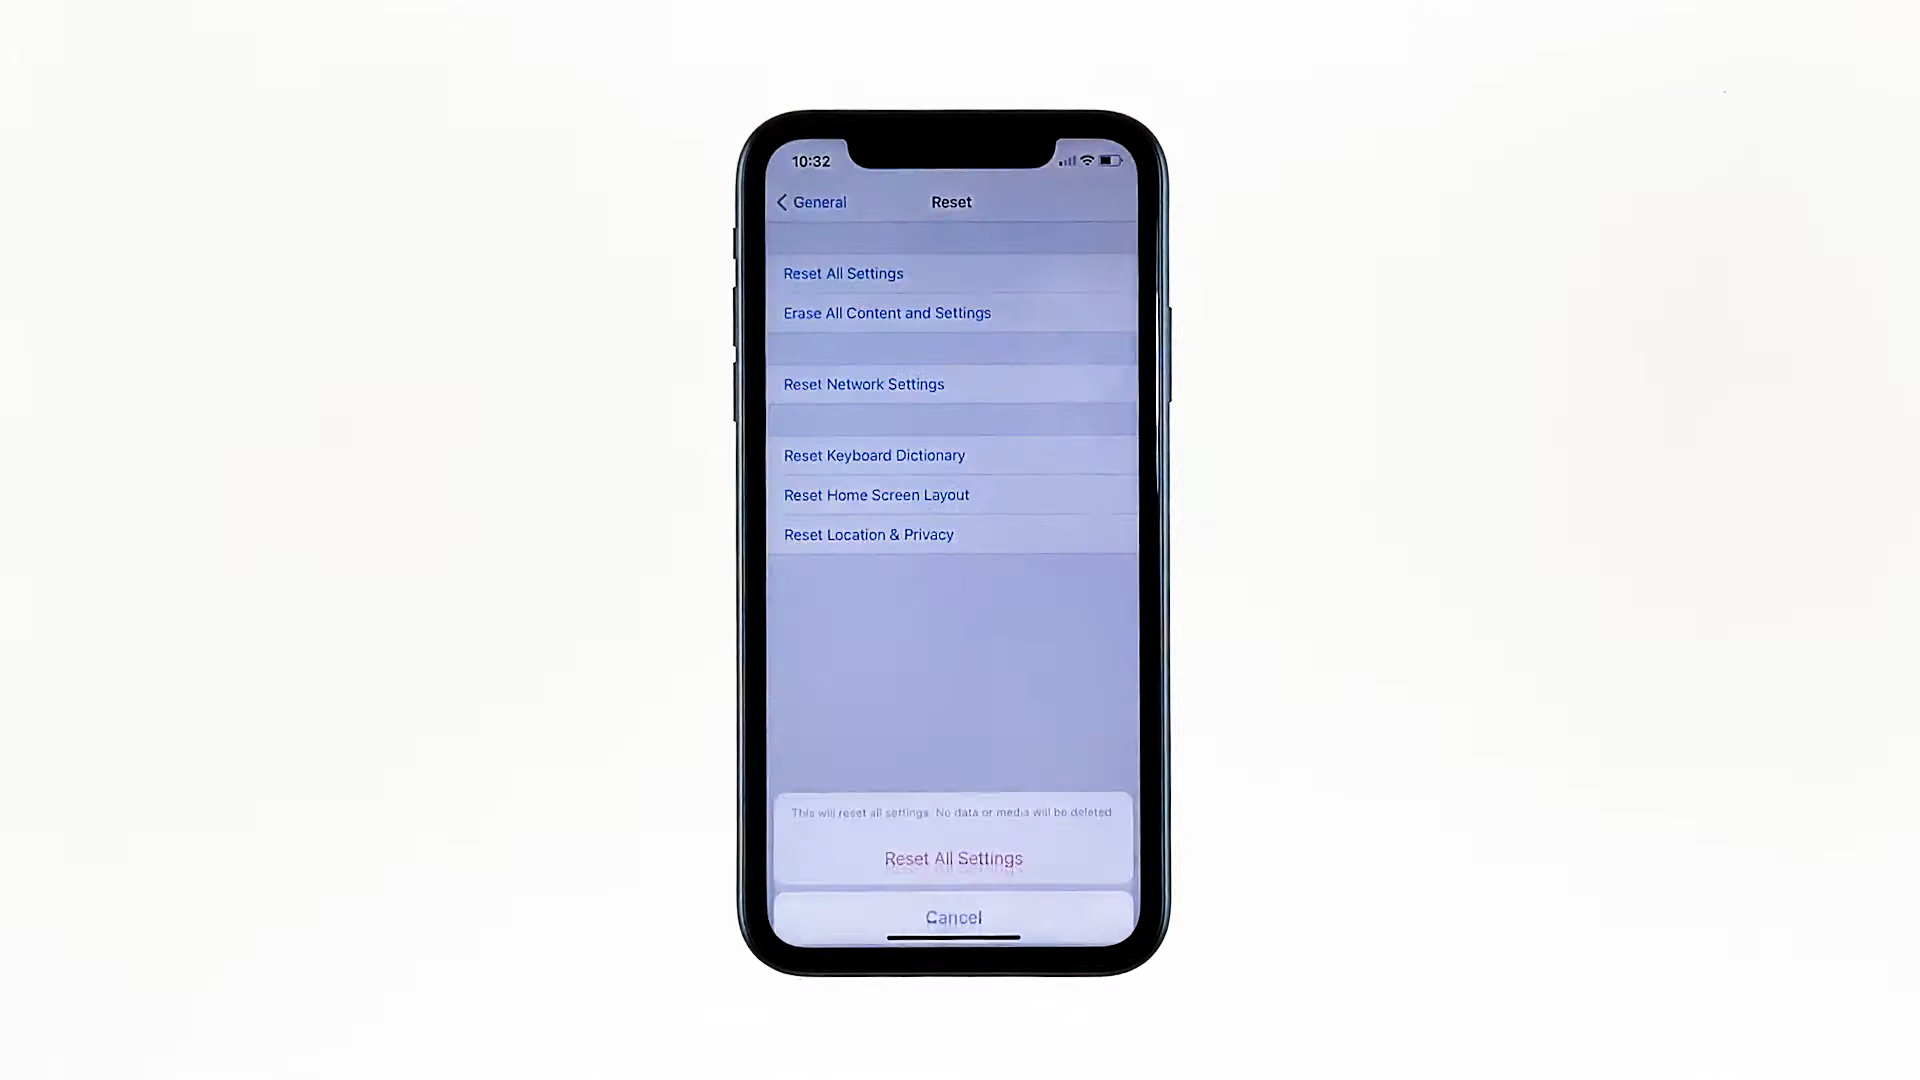 10:32
General
Reset
Reset All Settings
Erase All Content and Settings
Reset Network Settings
Reset Keyboard Dictionary
Reset Home Screen Layout
Reset Location & Privacy
This will reset all settings. No data or media will be deleted
Reset All Settings
Cancel